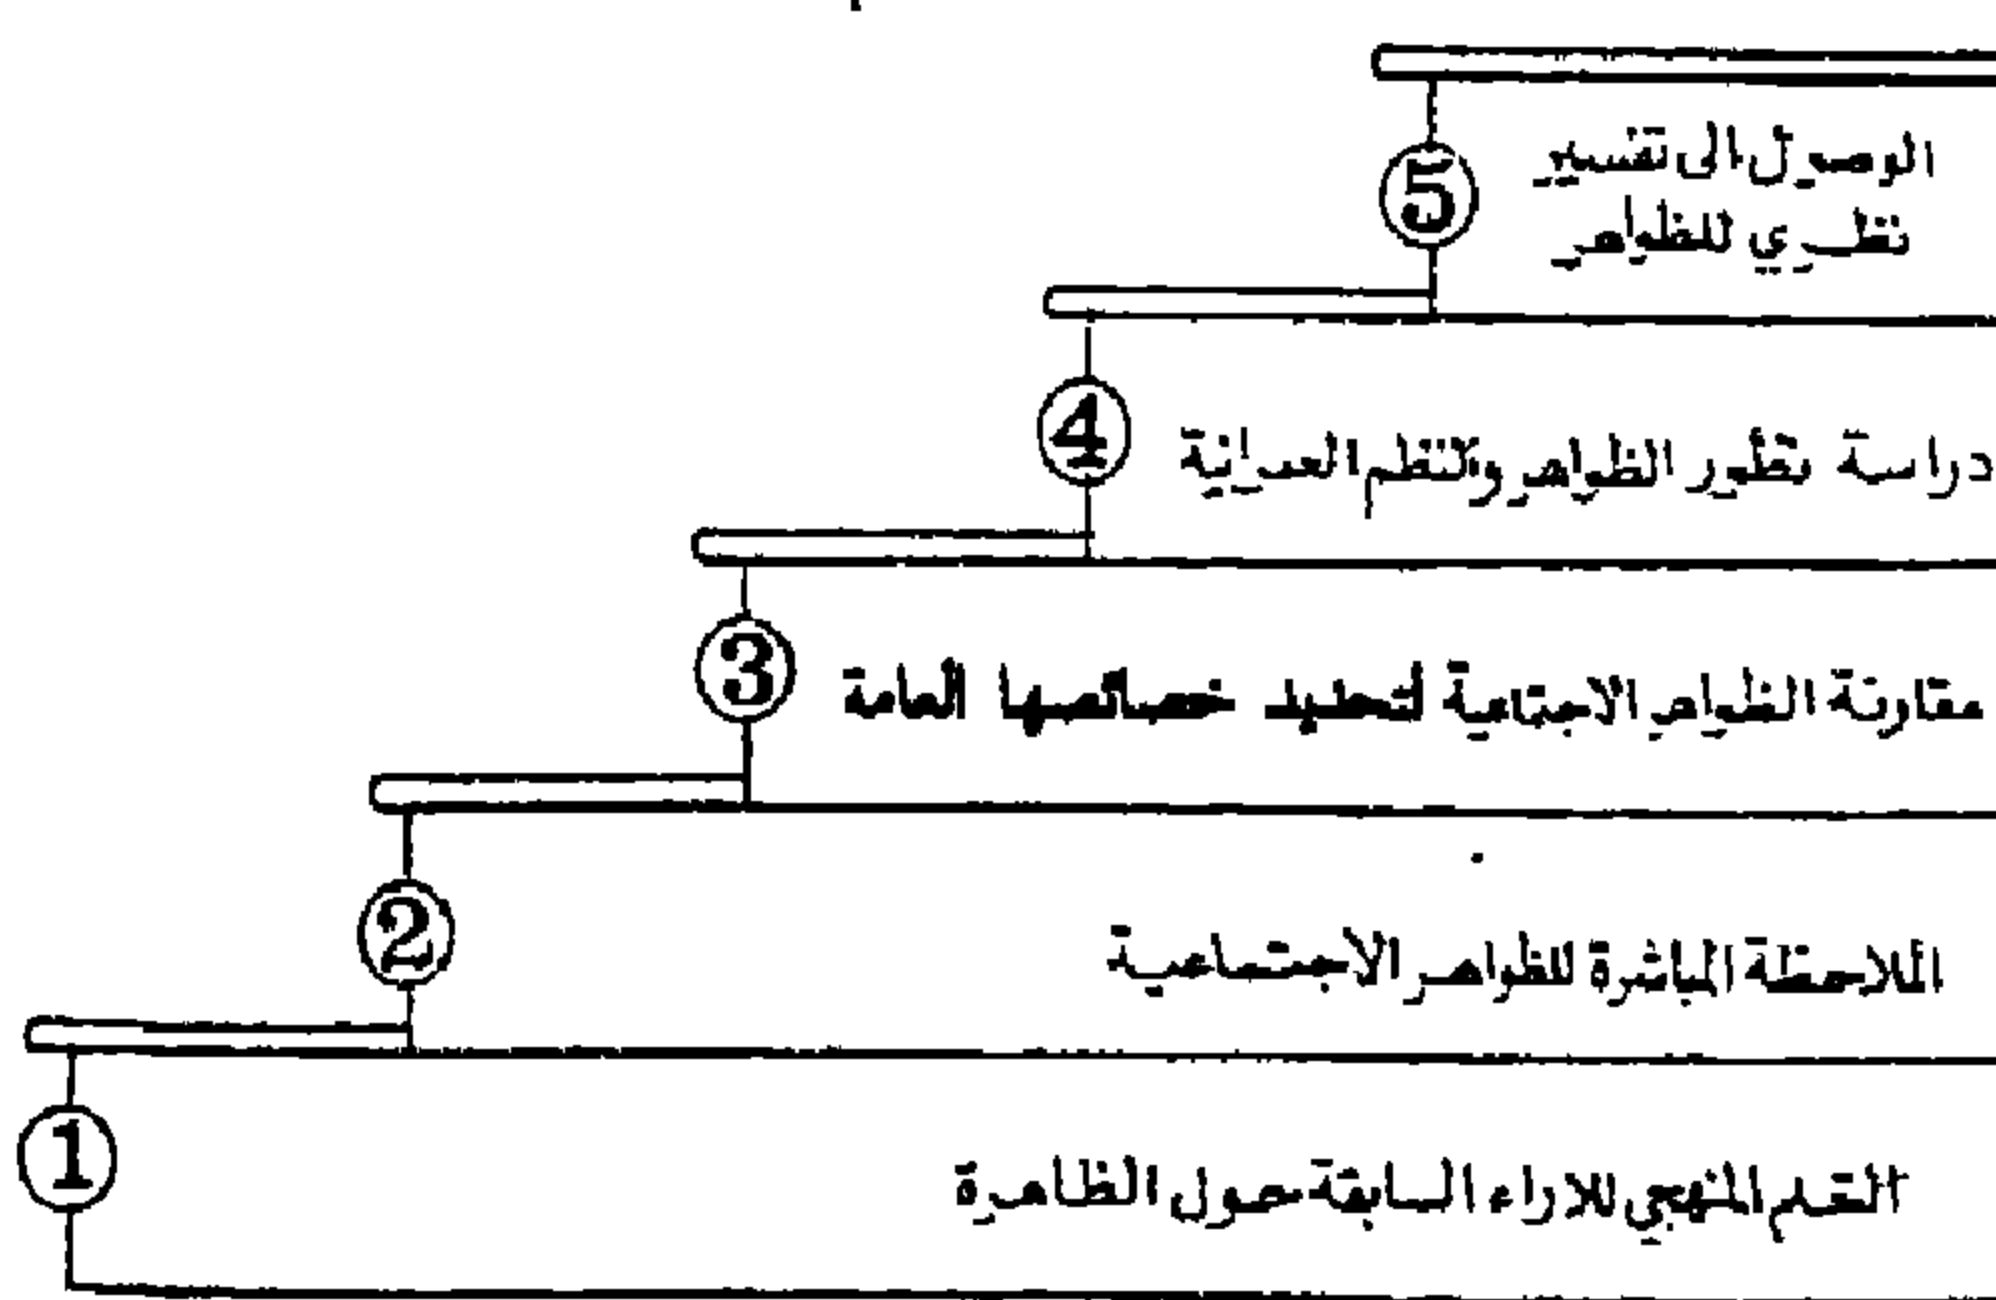 5
الوصول الى تفسير
نظري للظواهر
4
دراسة تطور الظواهر والنظم العمرانية
3
مقارنة الظواهر الاجتماعية لتحديد خصائصها العامة
2
الملاحظة المباشرة للظواهر الاجتماعية
1
المنهجي للاراء السابقة حول الظاهرة